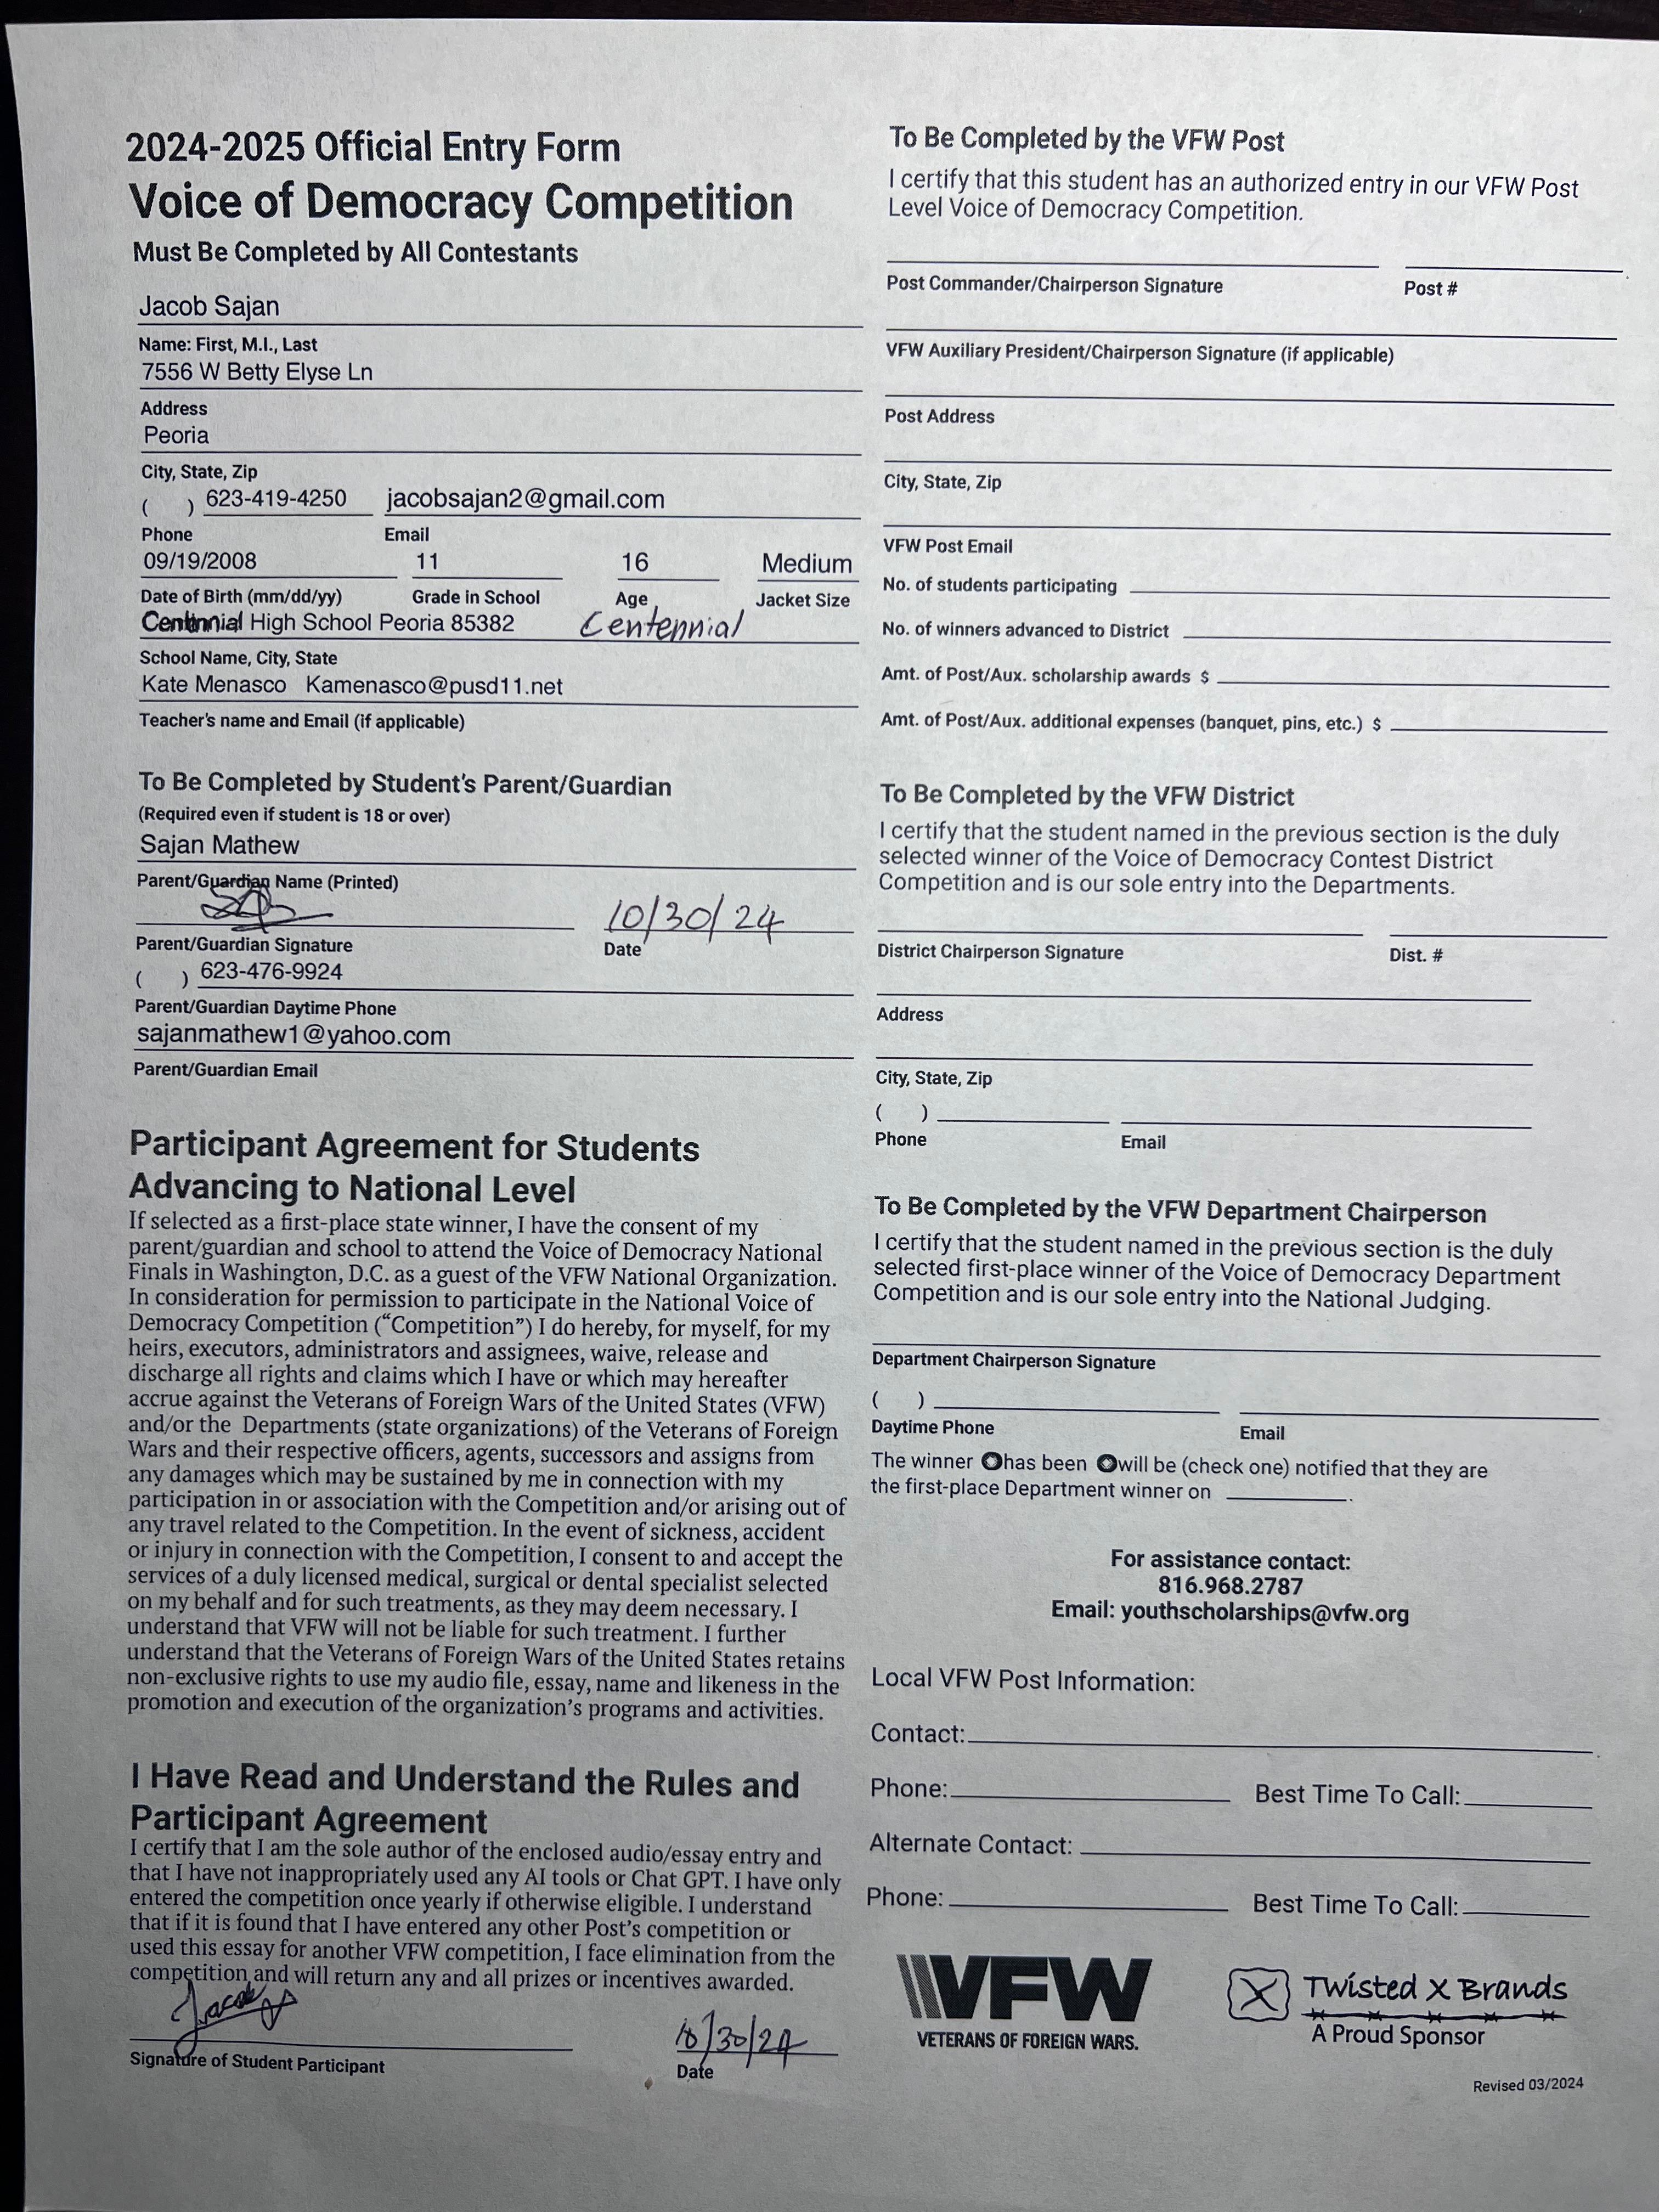 2024-2025 Official Entry Form
Voice of Democracy Competition
Must Be Completed by All Contestants
Jacob Sajan
Name: First, M.I., Last
7556 W Betty Elyse Ln
Address
Peoria
City, State, Zip
( ) 623-419-4250 jacobsajan2@gmail.com
Phone Email
09/19/2008 11 16 Medium
Date of Birth (mm/dd/yy) Grade in School Age Jacket Size
Centennial High School Peoria 85382 Centennial
School Name, City, State
Kate Menasco Kamenasco@pusd11.net
Teacher's name and Email (if applicable)
To Be Completed by Student's Parent/Guardian
(Required even if student is 18 or over)
Sajan Mathew
Parent/Guardian Name (Printed)
10/30/24
Parent/Guardian Signature Date
( ) 623-476-9924
Parent/Guardian Daytime Phone
sajanmathew1@yahoo.com
Parent/Guardian Email
Participant Agreement for Students
Advancing to National Level
If selected as a first-place state winner, I have the consent of my
parent/guardian and school to attend the Voice of Democracy National
Finals in Washington, D.C. as a guest of the VFW National Organization.
In consideration for permission to participate in the National Voice of
Democracy Competition (“Competition”) I do hereby, for myself, for my
heirs, executors, administrators and assignees, waive, release and
discharge all rights and claims which I have or which may hereafter
accrue against the Veterans of Foreign Wars of the United States (VFW)
and/or the Departments (state organizations) of the Veterans of Foreign
Wars and their respective officers, agents, successors and assigns from
any damages which may be sustained by me in connection with my
participation in or association with the Competition and/or arising out of
any travel related to the Competition. In the event of sickness, accident
or injury in connection with the Competition, I consent to and accept the
services of a duly licensed medical, surgical or dental specialist selected
on my behalf and for such treatments, as they may deem necessary. I
understand that VFW will not be liable for such treatment. I further
understand that the Veterans of Foreign Wars of the United States retains
non-exclusive rights to use my audio file, essay, name and likeness in the
promotion and execution of the organization's programs and activities.
I Have Read and Understand the Rules and
Participant Agreement
I certify that I am the sole author of the enclosed audio/essay entry and
that I have not inappropriately used any AI tools or Chat GPT. I have only
entered the competition once yearly if otherwise eligible. I understand
that if it is found that I have entered any other Post's competition or
used this essay for another VFW competition, I face elimination from the
competition and will return any and all prizes or incentives awarded.
Jacob 10/30/24
Signature of Student Participant Date
To Be Completed by the VFW Post
I certify that this student has an authorized entry in our VFW Post
Level Voice of Democracy Competition.
Post Commander/Chairperson Signature Post #
VFW Auxiliary President/Chairperson Signature (if applicable)
Post Address
City, State, Zip
VFW Post Email
No. of students participating
No. of winners advanced to District
Amt. of Post/Aux. scholarship awards $
Amt. of Post/Aux. additional expenses (banquet, pins, etc.) $
To Be Completed by the VFW District
I certify that the student named in the previous section is the duly
selected winner of the Voice of Democracy Contest District
Competition and is our sole entry into the Departments.
District Chairperson Signature Dist. #
Address
City, State, Zip
( )
Phone Email
To Be Completed by the VFW Department Chairperson
I certify that the student named in the previous section is the duly
selected first-place winner of the Voice of Democracy Department
Competition and is our sole entry into the National Judging.
Department Chairperson Signature
( )
Daytime Phone Email
The winner has been will be (check one) notified that they are
the first-place Department winner on .
For assistance contact:
816.968.2787
Email: youthscholarships@vfw.org
Local VFW Post Information:
Contact:
Phone: Best Time To Call:
Alternate Contact:
Phone: Best Time To Call:
VFW
VETERANS OF FOREIGN WARS.
Twisted X Brands
A Proud Sponsor
Revised 03/2024